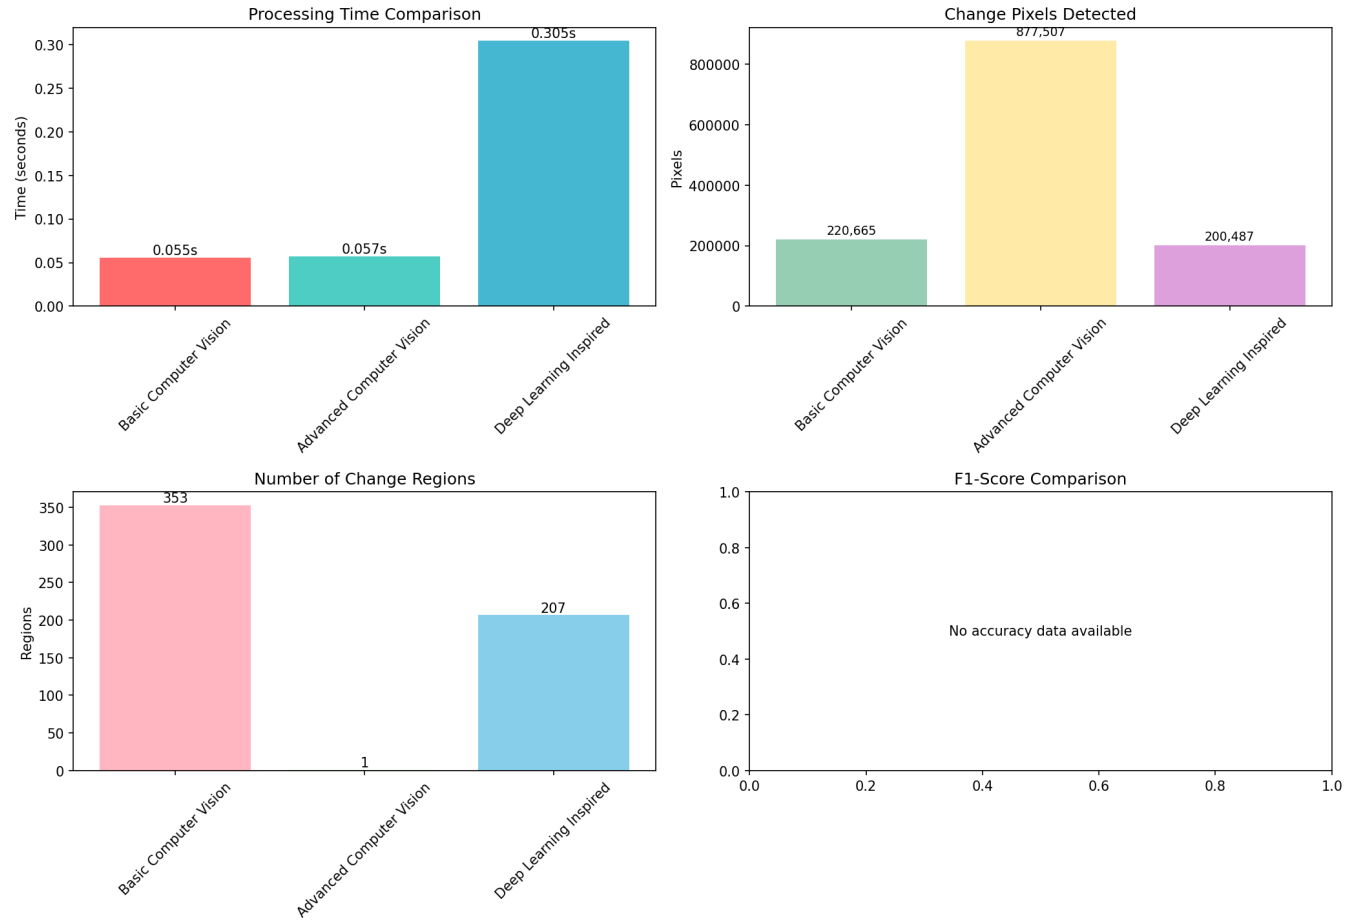 Processing Time Comparison
Time (seconds)
0.30
0.25
0.20
0.15
0.10
0.05
0.00
0.055s
0.057s
0.305s
Basic Computer Vision
Advanced Computer Vision
Deep Learning Inspired
Change Pixels Detected
Pixels
800000
600000
400000
200000
0
220,665
877,507
200,487
Basic Computer Vision
Advanced Computer Vision
Deep Learning Inspired
Number of Change Regions
Regions
350
300
250
200
150
100
50
0
353
1
207
Basic Computer Vision
Advanced Computer Vision
Deep Learning Inspired
F1-Score Comparison
1.0
0.8
0.6
0.4
0.2
0.0
No accuracy data available
0.0 0.2 0.4 0.6 0.8 1.0